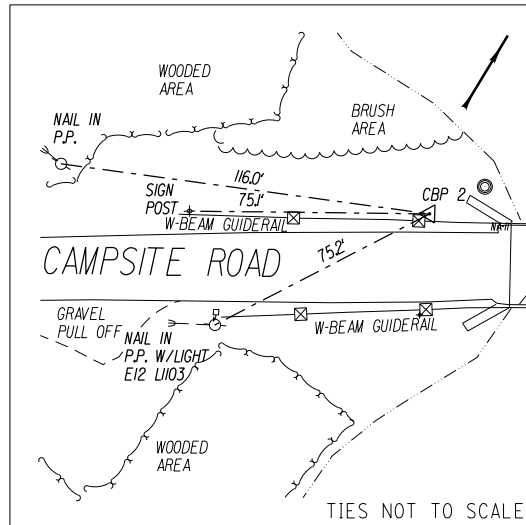 WOODED
AREA
BRUSH
AREA
NAIL IN
P.P.
116.0'
SIGN
POST
75.1'
CBP 2
W-BEAM GUIDERAIL
75.2'
CAMPSITE ROAD
GRAVEL
PULL OFF
W-BEAM GUIDERAIL
NAIL IN
P.P. W/LIGHT
E12 L1103
WOODED
AREA
TIES NOT TO SCALE